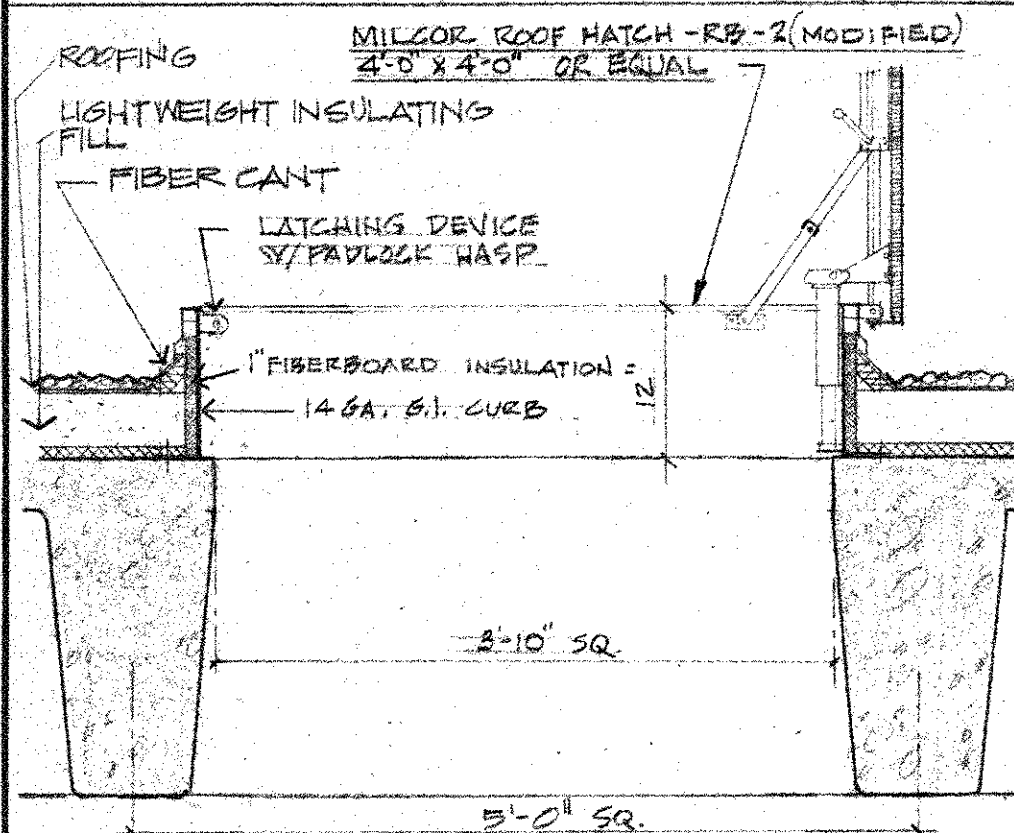 ROOFING
MILCOR ROOF HATCH - RB-2 (MODIFIED)
4'-0" X 4'-0" OR EQUAL
LIGHTWEIGHT INSULATING
FILL
FIBER CANT
LATCHING DEVICE
W/ PADLOCK HASP
1" FIBERBOARD INSULATION =
12
14 GA. G.I. CURB
3'-10" SQ.
5'-0" SQ.